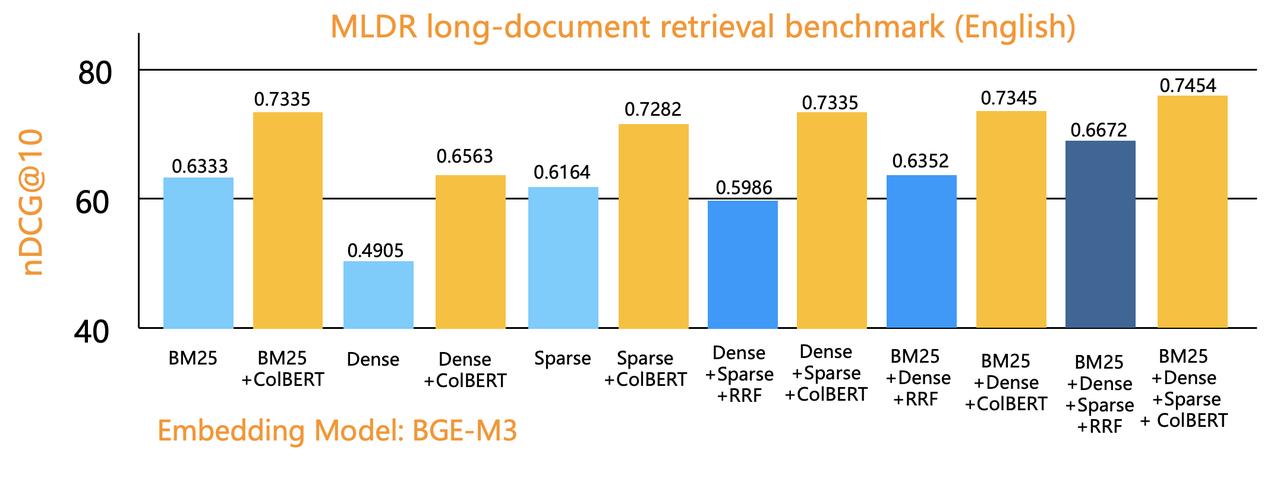 MLDR long-document retrieval benchmark (English)
nDCG@10
80
60
40
0.6333
0.7335
0.4905
0.6563
0.6164
0.7282
0.5986
0.7335
0.6352
0.7345
0.6672
0.7454
BM25
BM25
+ColBERT
Dense
Dense
+ColBERT
Sparse
Sparse
+ColBERT
Dense
+Sparse
+RRF
Dense
+Sparse
+ColBERT
BM25
+Dense
+RRF
BM25
+Dense
+ColBERT
BM25
+Dense
+Sparse
+RRF
BM25
+Dense
+Sparse
+ ColBERT
Embedding Model: BGE-M3